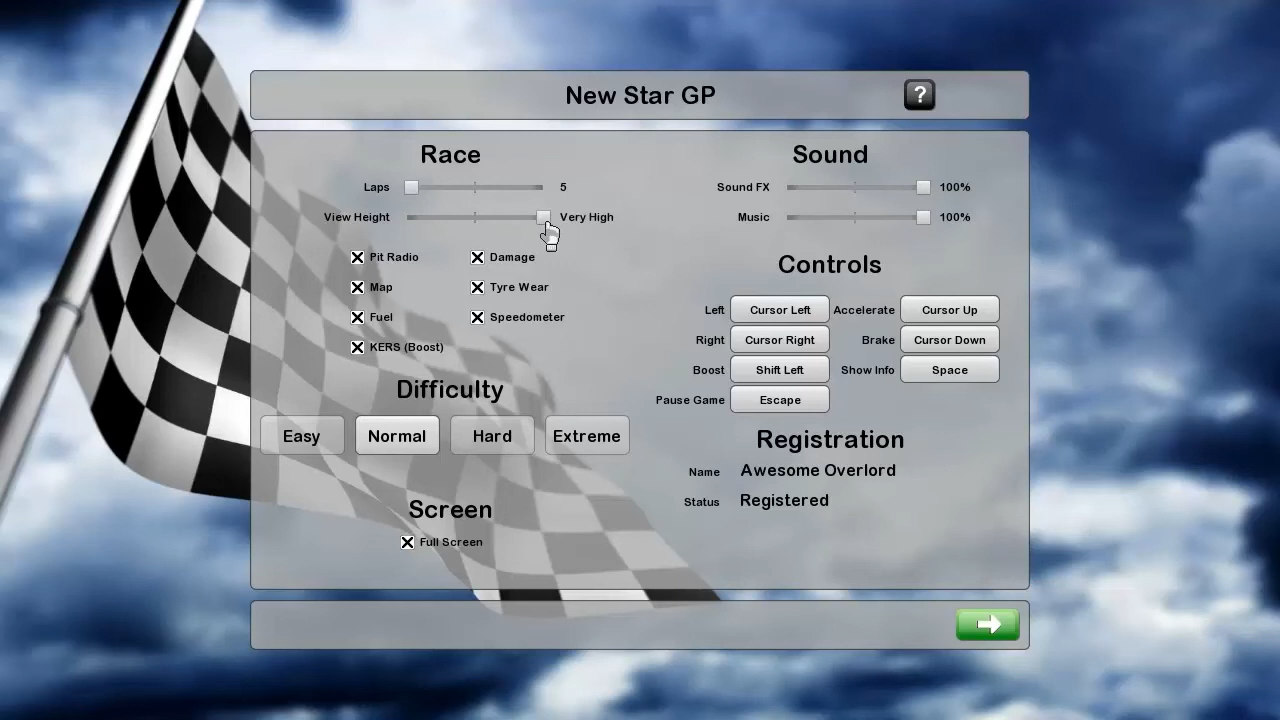 New Star GP
?
Race
Laps 5
View Height Very High
Pit Radio Damage
Map Tyre Wear
Fuel Speedometer
KERS (Boost)
Difficulty
Easy Normal Hard Extreme
Screen
Full Screen
Sound
Sound FX 100%
Music 100%
Controls
Left Cursor Left Accelerate Cursor Up
Right Cursor Right Brake Cursor Down
Boost Shift Left Show Info Space
Pause Game Escape
Registration
Name Awesome Overlord
Status Registered